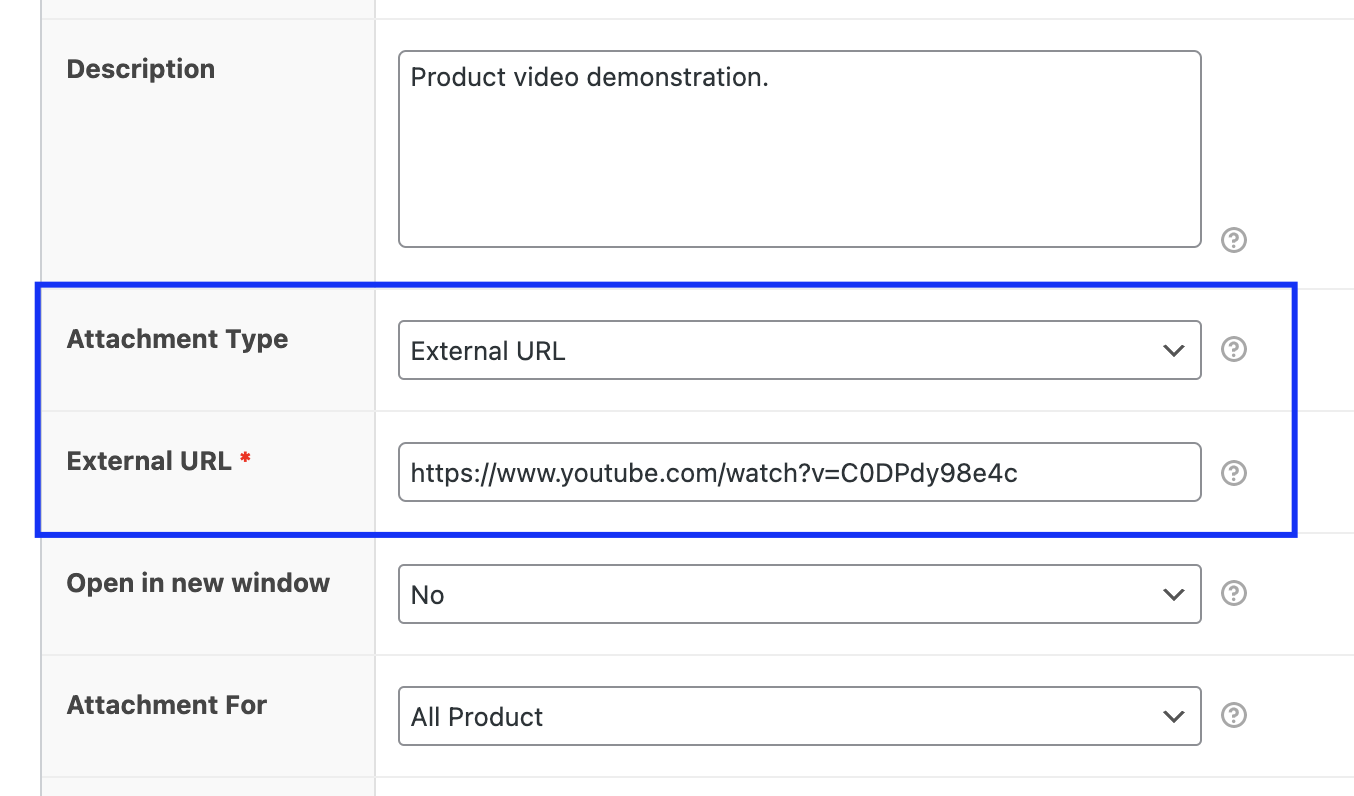 Description
Product video demonstration.
Attachment Type
External URL
External URL *
https://www.youtube.com/watch?v=C0DPdy98e4c
Open in new window
No
Attachment For
All Product